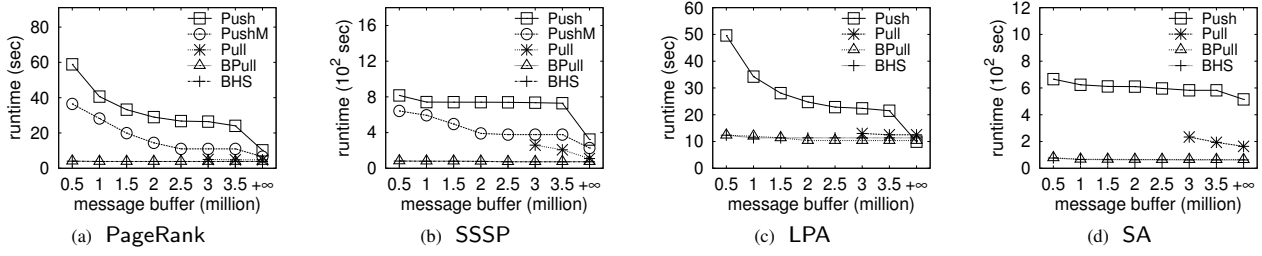 runtime (sec)
80
60
40
20
0
Push
PushM
Pull
BPull
BHS
0.5 1 1.5 2 2.5 3 3.5 +∞
message buffer (million)
(a) PageRank
runtime (10² sec)
16
12
8
4
0
Push
PushM
Pull
BPull
BHS
0.5 1 1.5 2 2.5 3 3.5 +∞
message buffer (million)
(b) SSSP
runtime (sec)
60
50
40
30
20
10
0
Push
Pull
BPull
BHS
0.5 1 1.5 2 2.5 3 3.5 +∞
message buffer (million)
(c) LPA
runtime (10² sec)
12
10
8
6
4
2
0
Push
Pull
BPull
BHS
0.5 1 1.5 2 2.5 3 3.5 +∞
message buffer (million)
(d) SA